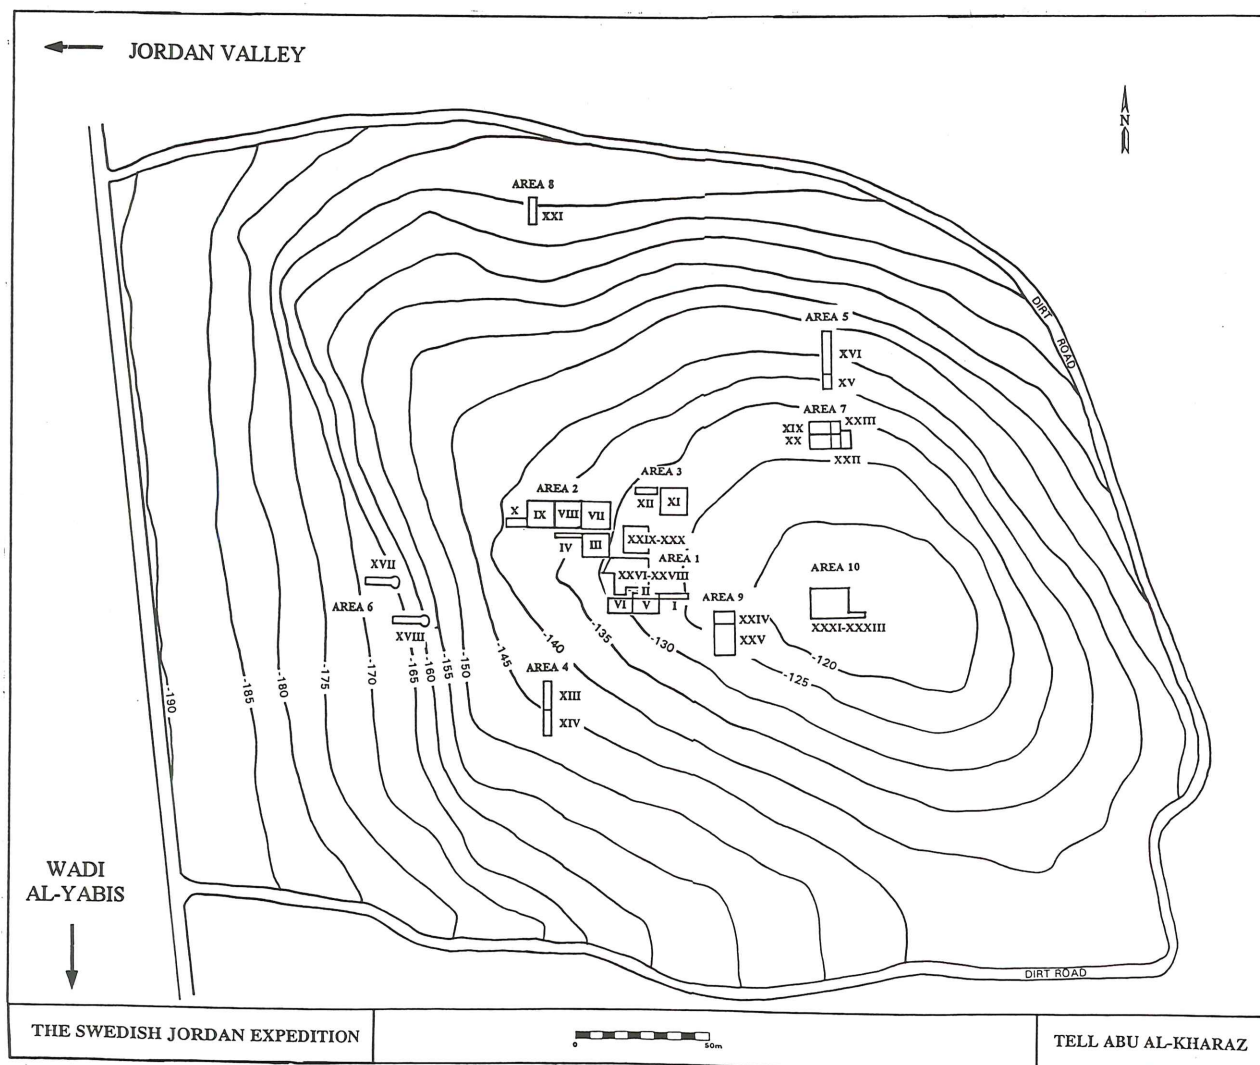 JORDAN VALLEY
N
AREA 8
XXI
DIRT
ROAD
AREA 5
XVI
XV
AREA 7
XIX
XXIII
XX
XXII
AREA 3
XII
XI
AREA 2
X
IX
VIII
VII
IV
III
XXIX-XXX
AREA 1
XXVI-XXVIII
II
VI
V
I
AREA 10
XXXI-XXXIII
AREA 9
XXIV
XXV
XVII
AREA 6
XVIII
AREA 4
XIII
XIV
-190
-185
-180
-175
-170
-165
-160
-155
-150
-145
-140
-135
-130
-125
-120
WADI
AL-YABIS
DIRT ROAD
THE SWEDISH JORDAN EXPEDITION
0
50m
TELL ABU AL-KHARAZ